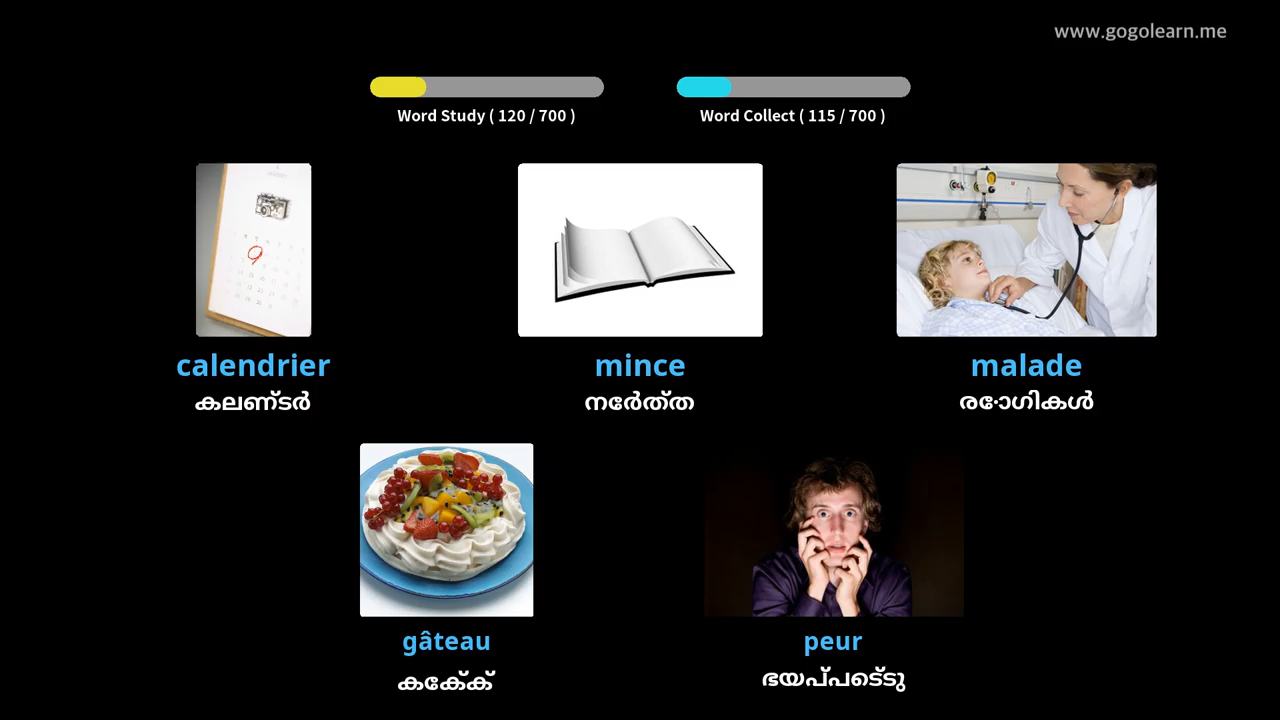 www.gogolearn.me
Word Study ( 120 / 700 )
Word Collect ( 115 / 700 )
calendrier
കലണ്ടർ
mince
നേർത്ത
malade
രോഗികൾ
gâteau
കേക്ക്
peur
ഭയപ്പെട്ടു